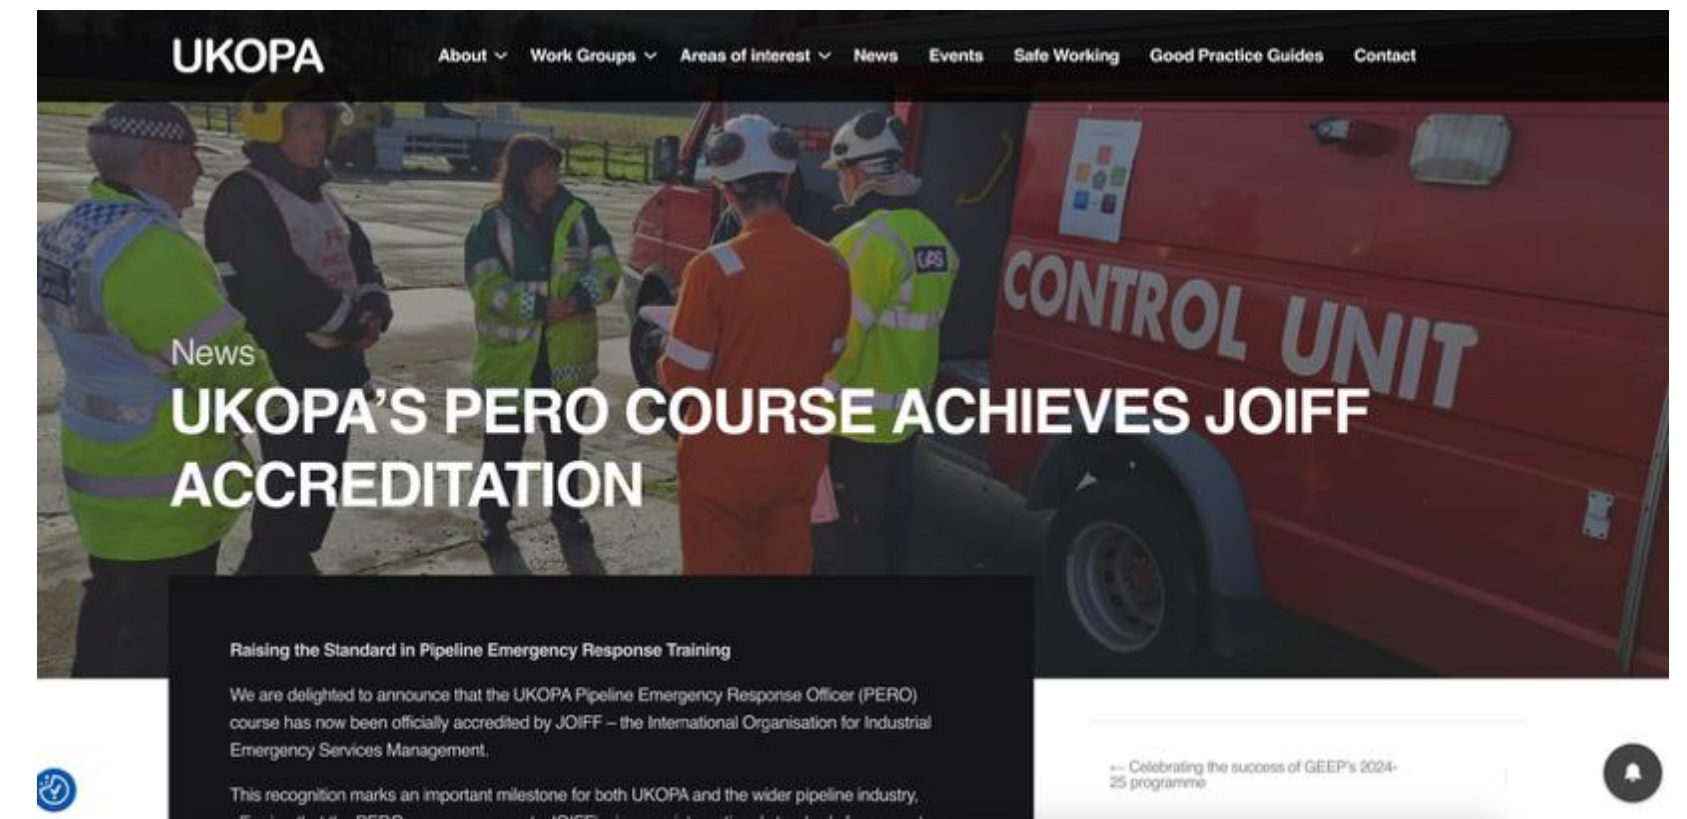 UKOPA
About Work Groups Areas of interest News Events Safe Working Good Practice Guides Contact
GAS
CONTROL UNIT
News
UKOPA'S PERO COURSE ACHIEVES JOIFF
ACCREDITATION
Raising the Standard in Pipeline Emergency Response Training
We are delighted to announce that the UKOPA Pipeline Emergency Response Officer (PERO)
course has now been officially accredited by JOIFF – the International Organisation for Industrial
Emergency Services Management.
This recognition marks an important milestone for both UKOPA and the wider pipeline industry,
← Celebrating the success of GEEP's 2024-
25 programme